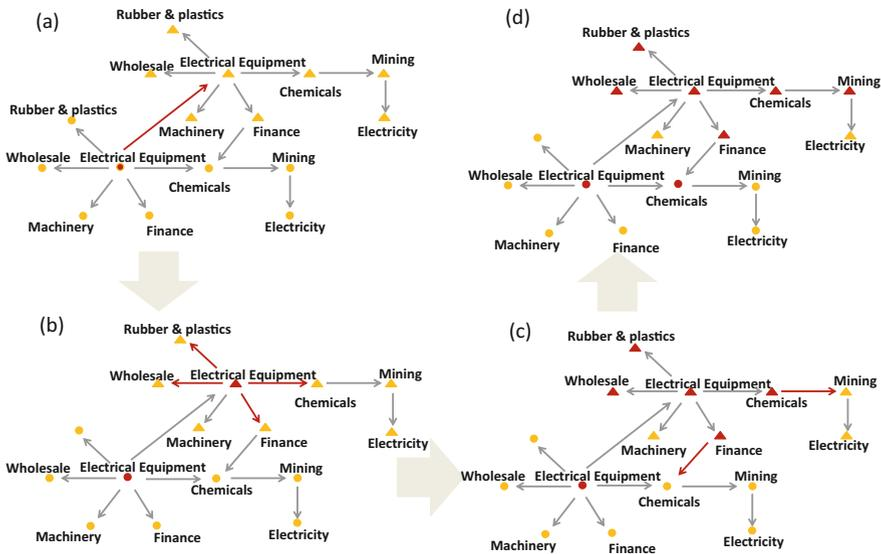 (a)
Rubber & plastics
Wholesale
Electrical Equipment
Mining
Chemicals
Machinery
Finance
Electricity
Rubber & plastics
Wholesale
Electrical Equipment
Chemicals
Mining
Machinery
Finance
Electricity
(d)
Rubber & plastics
Wholesale
Electrical Equipment
Mining
Chemicals
Machinery
Finance
Electricity
Wholesale
Electrical Equipment
Chemicals
Mining
Machinery
Finance
Electricity
(b)
Rubber & plastics
Wholesale
Electrical Equipment
Mining
Chemicals
Machinery
Finance
Electricity
Wholesale
Electrical Equipment
Chemicals
Mining
Machinery
Finance
Electricity
(c)
Rubber & plastics
Wholesale
Electrical Equipment
Mining
Chemicals
Machinery
Finance
Electricity
Wholesale
Electrical Equipment
Chemicals
Mining
Machinery
Finance
Electricity